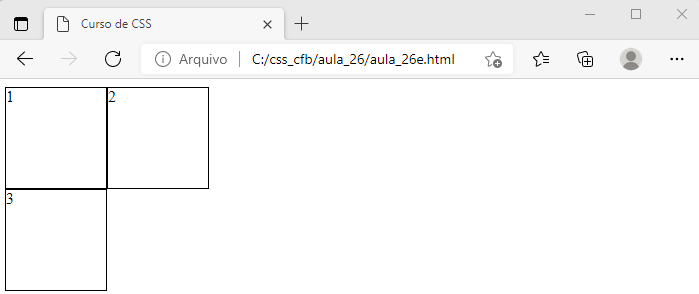 Curso de CSS
Arquivo C:/css_cfb/aula_26/aula_26e.html
1 2
3